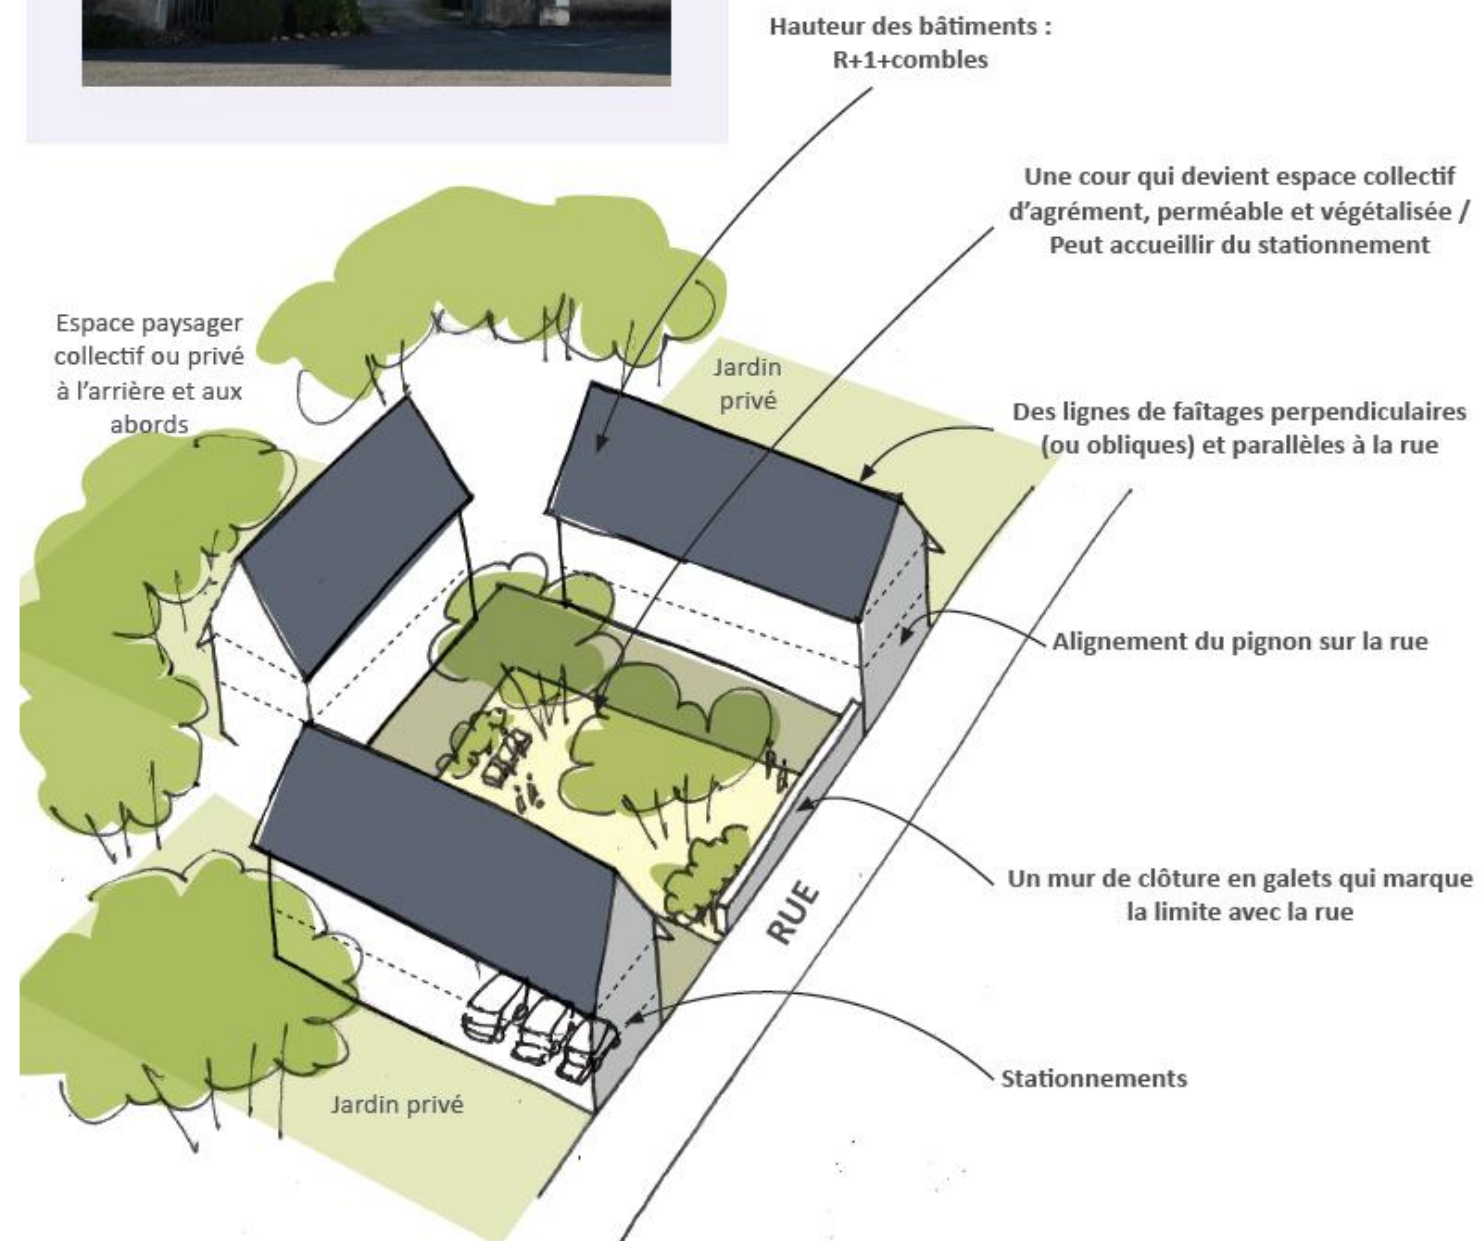 Hauteur des bâtiments :
R+1+combles
Une cour qui devient espace collectif
d'agrément, perméable et végétalisée /
Peut accueillir du stationnement
Espace paysager
collectif ou privé
à l'arrière et aux
abords
Jardin
privé
Des lignes de faîtages perpendiculaires
(ou obliques) et parallèles à la rue
Alignement du pignon sur la rue
Un mur de clôture en galets qui marque
la limite avec la rue
RUE
Stationnements
Jardin privé